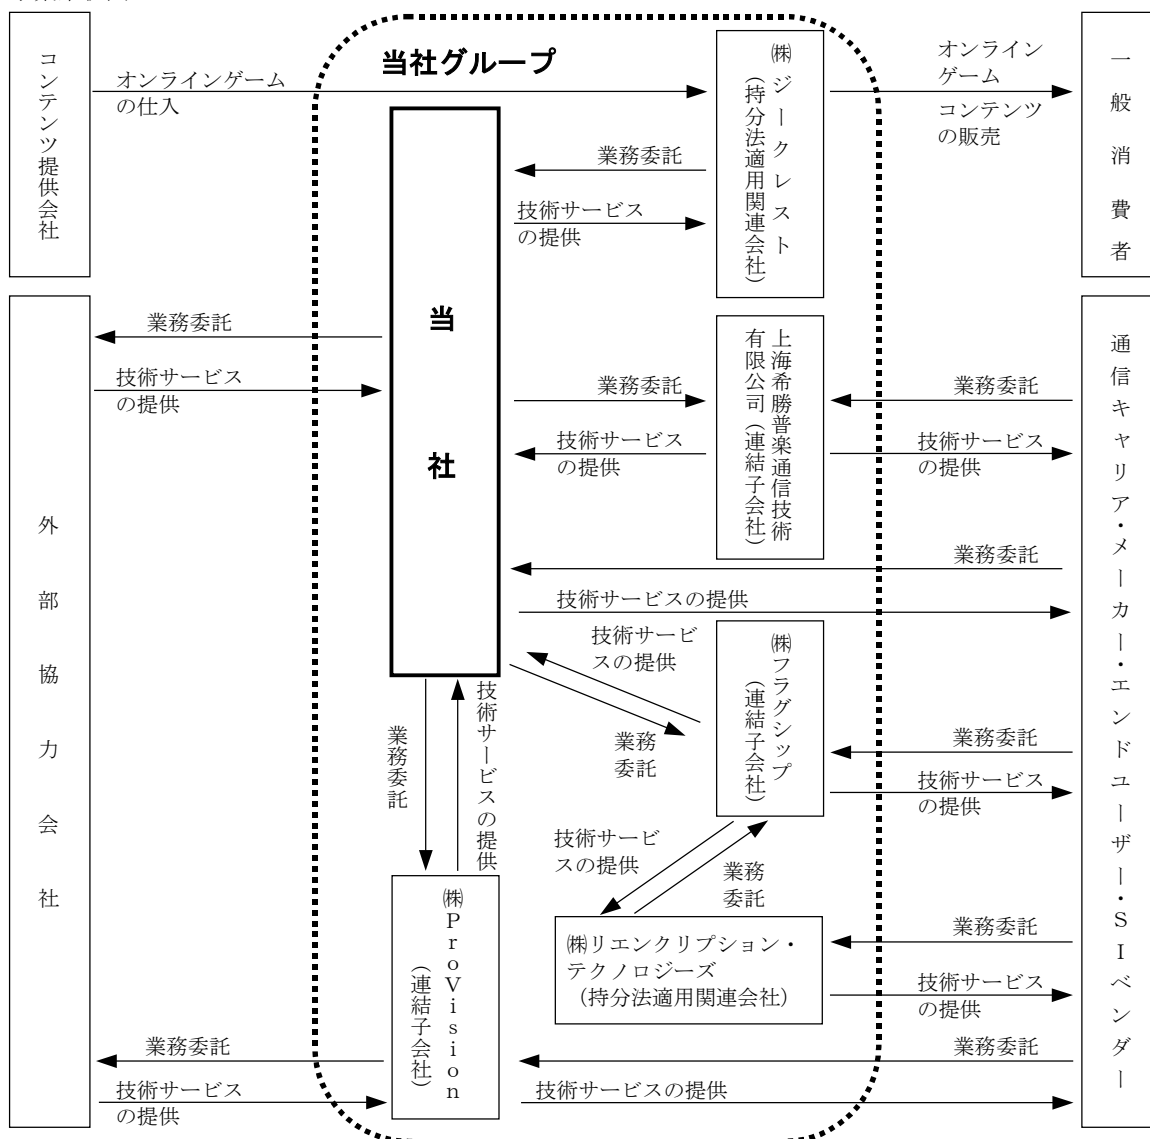 当社グループ
コンテンツ提供会社
オンラインゲーム
の仕入
㈱ジークレスト
(持分法適用関連会社)
オンライン
ゲーム
コンテンツ
の販売
一般消費者
業務委託
技術サービス
の提供
当社
業務委託
技術サービス
の提供
外部協力会社
業務委託
技術サービス
の提供
上海希勝普楽通信技術
有限公司(連結子会社)
業務委託
技術サービス
の提供
通信キャリア・メーカー・エンドユーザー・SIベンダー
業務委託
技術サービスの提供
技術サービ
スの提供
業務
委託
㈱フラグシップ
(連結子会社)
業務委託
技術サービス
の提供
業務委託
技術サービスの提供
技術サービ
スの提供
業務
委託
㈱リエンクリプション・
テクノロジーズ
(持分法適用関連会社)
業務委託
技術サービス
の提供
㈱ProVision
(連結子会社)
業務委託
技術サービス
の提供
業務委託
技術サービスの提供